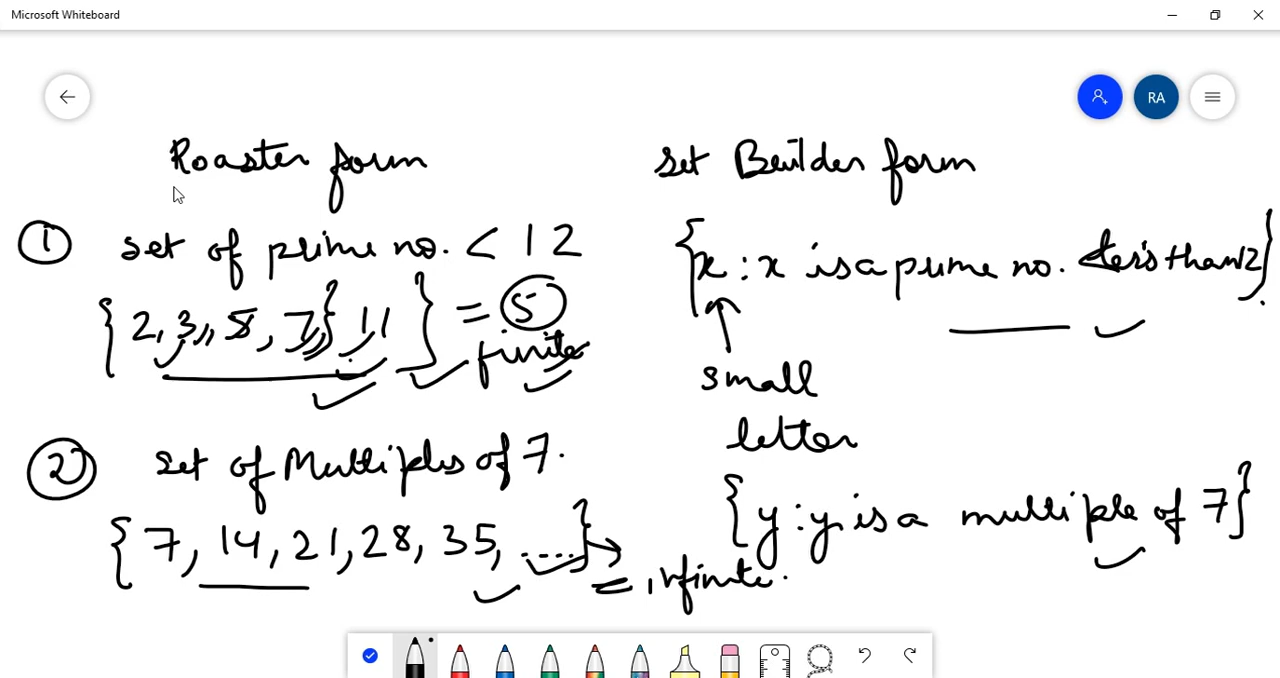 Microsoft Whiteboard
RA
Roaster form
set Builder form
① set of prime no. < 12
{x : x is a prime no. less than 12}
{2, 3, 5, 7, 11} = 5
finite
small
letter
② set of Multiples of 7.
{7, 14, 21, 28, 35, ....}
infinite.
{y : y is a multiple of 7}